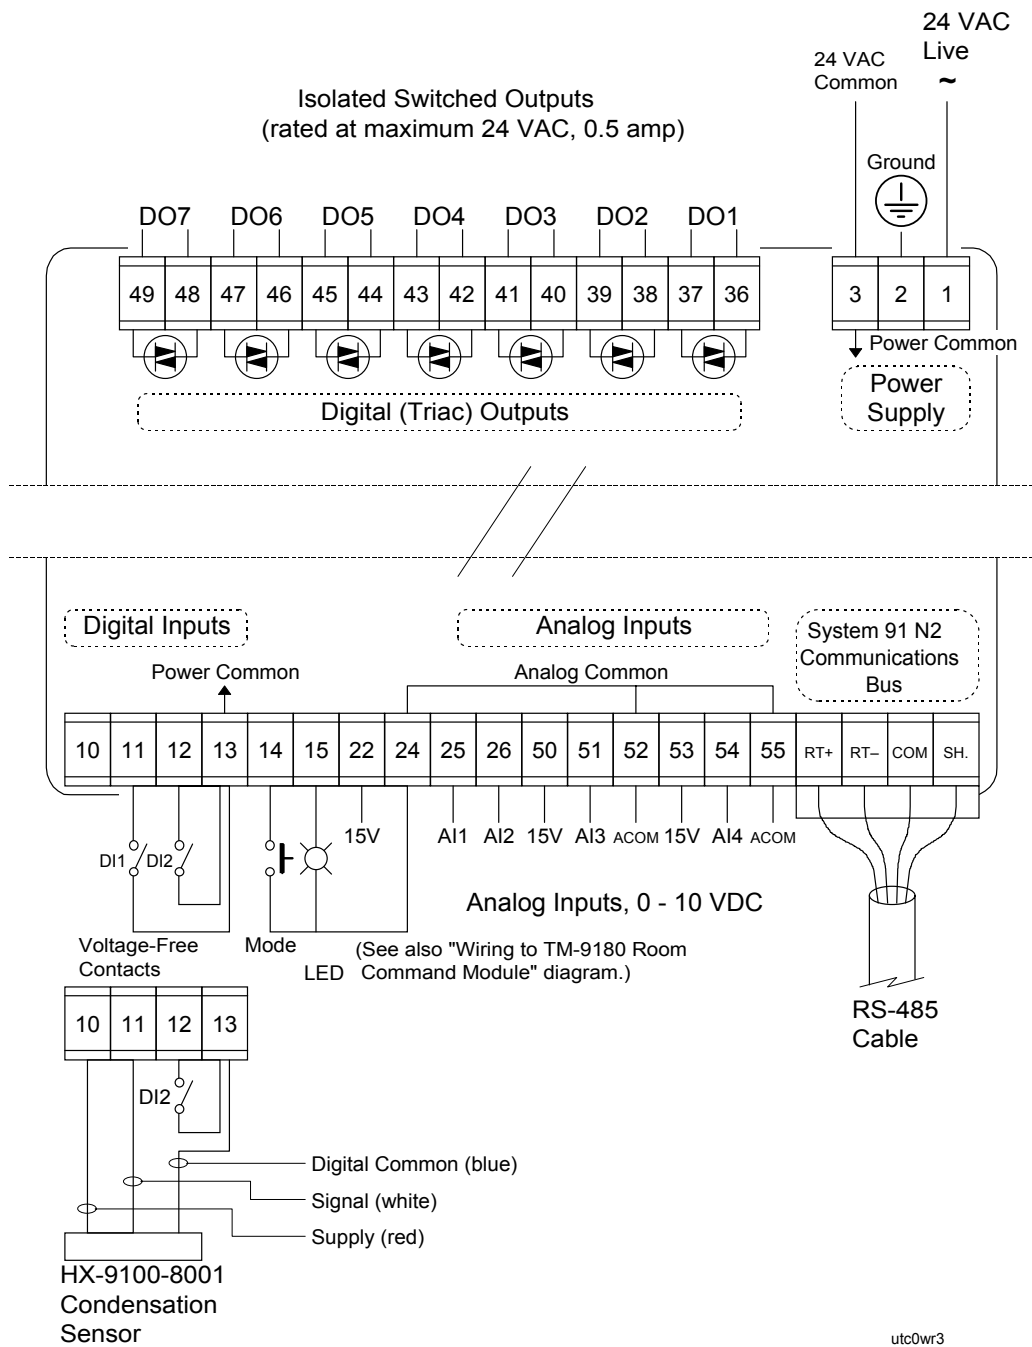 24 VAC
Live
~
24 VAC
Common
Isolated Switched Outputs
(rated at maximum 24 VAC, 0.5 amp)
Ground
DO7 DO6 DO5 DO4 DO3 DO2 DO1
49 48 47 46 45 44 43 42 41 40 39 38 37 36 3 2 1
Power Common
Digital (Triac) Outputs
Power
Supply
Digital Inputs
Analog Inputs
System 91 N2
Communications
Bus
Power Common
Analog Common
10 11 12 13 14 15 22 24 25 26 50 51 52 53 54 55 RT+ RT– COM SH.
15V AI1 AI2 15V AI3 ACOM 15V AI4 ACOM
DI1 DI2
Analog Inputs, 0 - 10 VDC
Voltage-Free
Contacts
Mode
LED
(See also "Wiring to TM-9180 Room
Command Module" diagram.)
RS-485
Cable
10 11 12 13
DI2
Digital Common (blue)
Signal (white)
Supply (red)
HX-9100-8001
Condensation
Sensor
utc0wr3